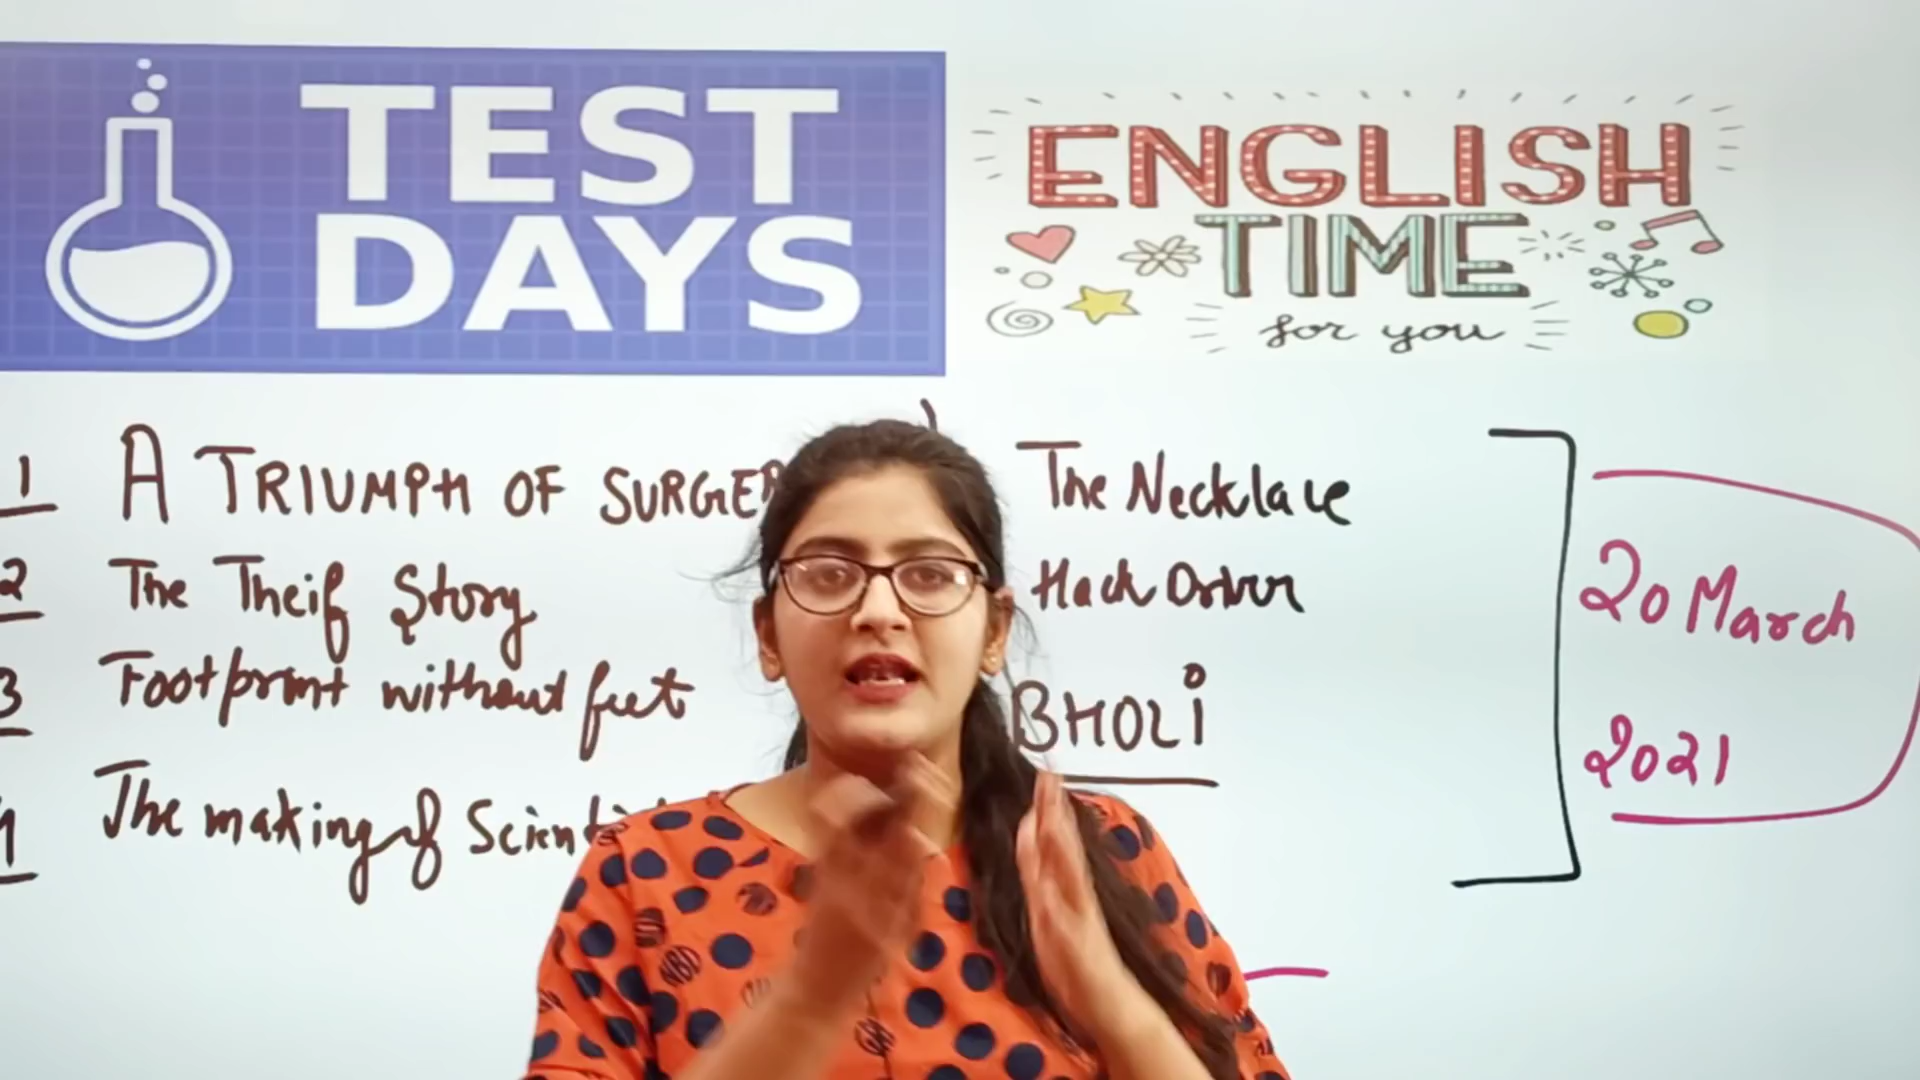 TEST
DAYS
ENGLISH
TIME
for you
1 A TRIUMPH OF SURGER
2 The Theif Story
3 Footprint without feet
4 The making of Scienti
The Necklace
Hack Driver
BHOLi
20 March
2021